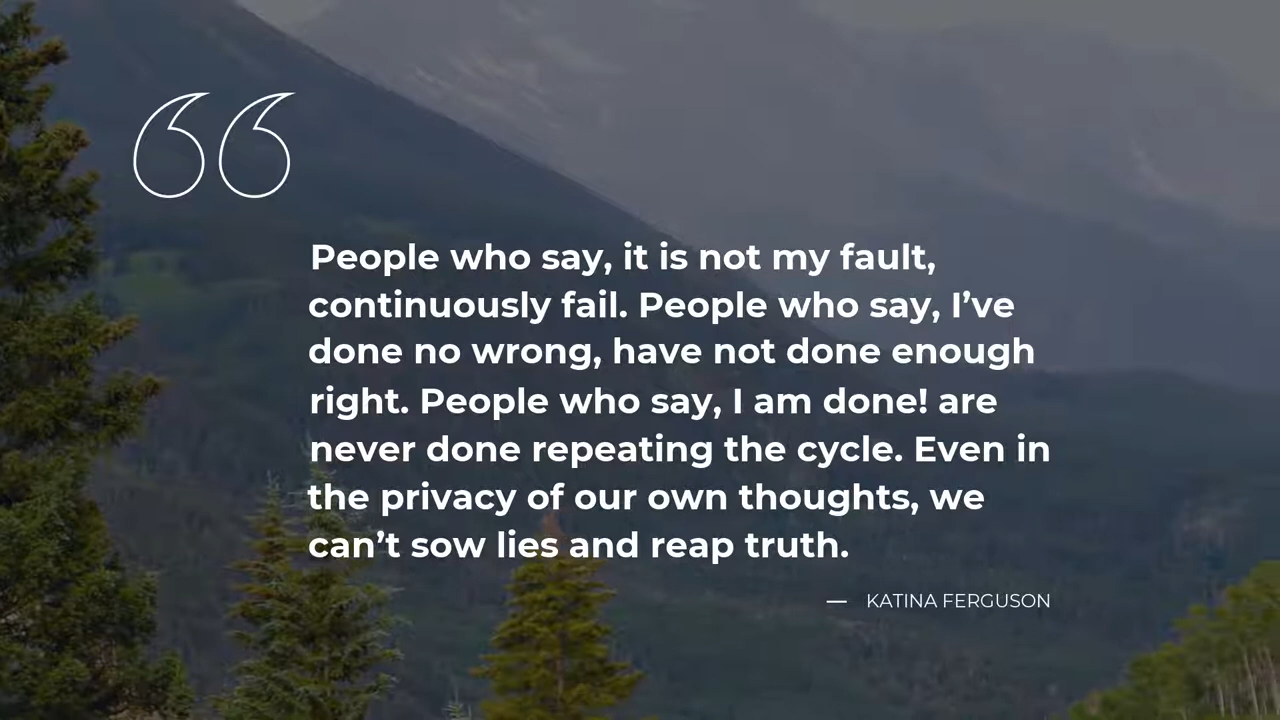 “
People who say, it is not my fault,
continuously fail. People who say, I’ve
done no wrong, have not done enough
right. People who say, I am done! are
never done repeating the cycle. Even in
the privacy of our own thoughts, we
can’t sow lies and reap truth.
— KATINA FERGUSON